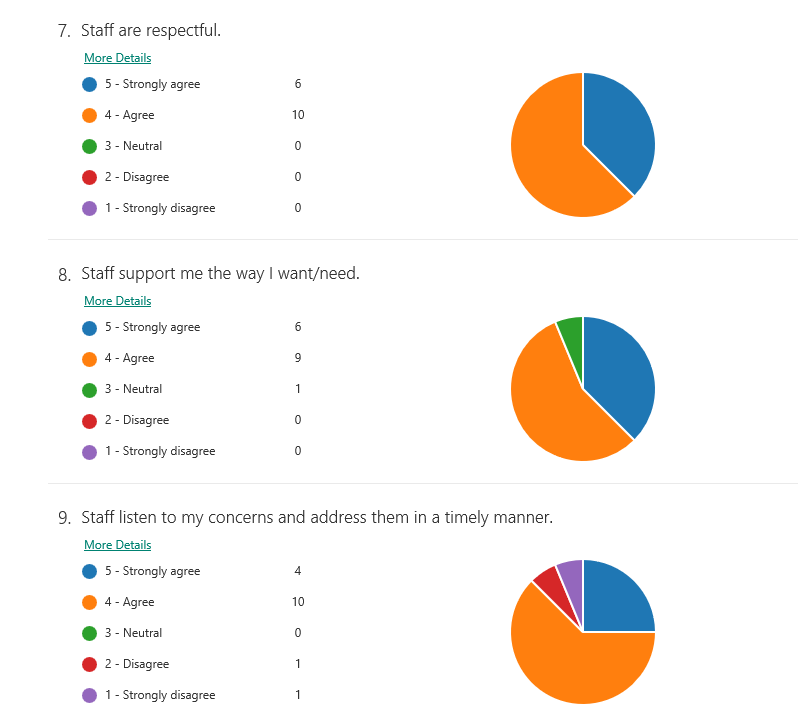 7. Staff are respectful.
More Details
5 - Strongly agree 6
4 - Agree 10
3 - Neutral 0
2 - Disagree 0
1 - Strongly disagree 0
8. Staff support me the way I want/need.
More Details
5 - Strongly agree 6
4 - Agree 9
3 - Neutral 1
2 - Disagree 0
1 - Strongly disagree 0
9. Staff listen to my concerns and address them in a timely manner.
More Details
5 - Strongly agree 4
4 - Agree 10
3 - Neutral 0
2 - Disagree 1
1 - Strongly disagree 1